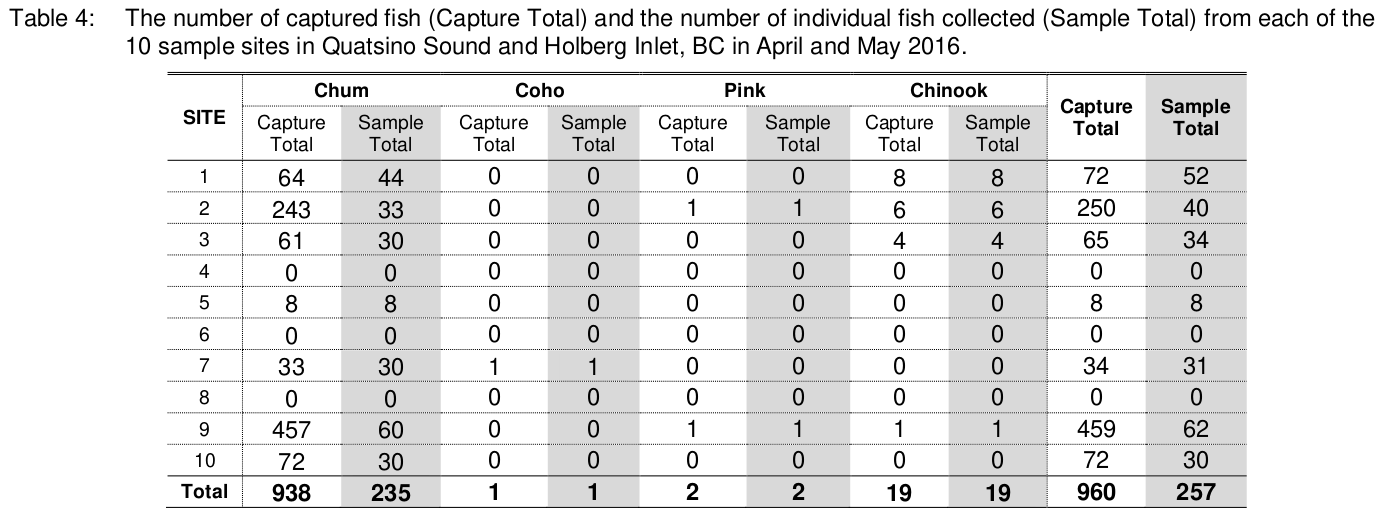 Table 4: The number of captured fish (Capture Total) and the number of individual fish collected (Sample Total) from each of the
10 sample sites in Quatsino Sound and Holberg Inlet, BC in April and May 2016.
SITE Chum Coho Pink Chinook Capture Total Sample Total
Capture Total Sample Total Capture Total Sample Total Capture Total Sample Total Capture Total Sample Total
1 64 44 0 0 0 0 8 8 72 52
2 243 33 0 0 1 1 6 6 250 40
3 61 30 0 0 0 0 4 4 65 34
4 0 0 0 0 0 0 0 0 0 0
5 8 8 0 0 0 0 0 0 8 8
6 0 0 0 0 0 0 0 0 0 0
7 33 30 1 1 0 0 0 0 34 31
8 0 0 0 0 0 0 0 0 0 0
9 457 60 0 0 1 1 1 1 459 62
10 72 30 0 0 0 0 0 0 72 30
Total 938 235 1 1 2 2 19 19 960 257